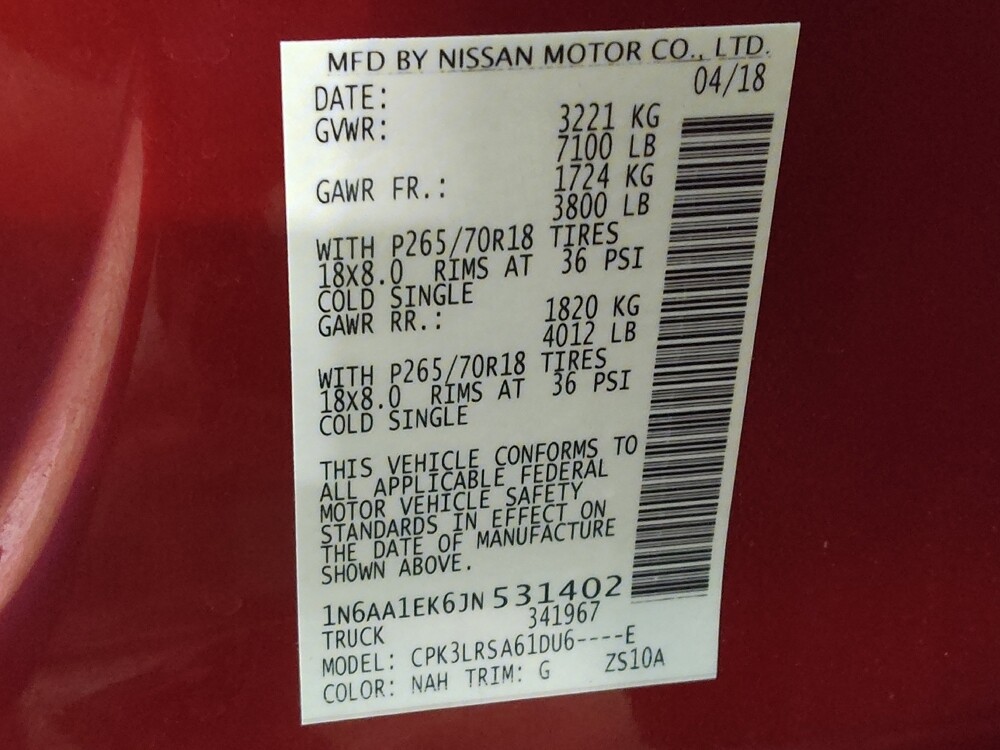 MFD BY NISSAN MOTOR CO., LTD.
DATE: 04/18
GVWR: 3221 KG
7100 LB
GAWR FR.: 1724 KG
3800 LB
WITH P265/70R18 TIRES
18X8.0 RIMS AT 36 PSI
COLD SINGLE
GAWR RR.: 1820 KG
4012 LB
WITH P265/70R18 TIRES
18X8.0 RIMS AT 36 PSI
COLD SINGLE
THIS VEHICLE CONFORMS TO
ALL APPLICABLE FEDERAL
MOTOR VEHICLE SAFETY
STANDARDS IN EFFECT ON
THE DATE OF MANUFACTURE
SHOWN ABOVE.
1N6AA1EK6JN 531402
TRUCK 341967
MODEL: CPK3LRSA61DU6----E
COLOR: NAH TRIM: G ZS10A